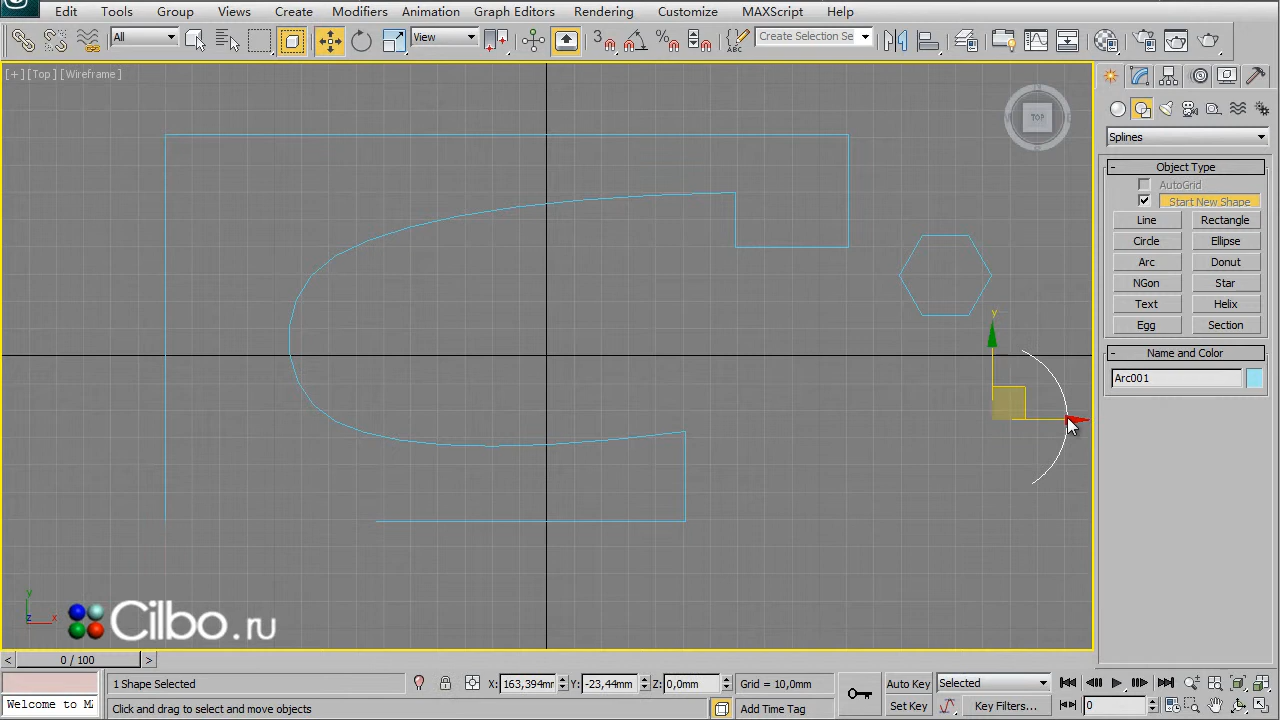 Edit Tools Group Views Create Modifiers Animation Graph Editors Rendering Customize MAXScript Help
All View 3 % ABC Create Selection Se
[+] [Top] [Wireframe]
TOP
Splines
- Object Type
AutoGrid
Start New Shape
Line Rectangle
Circle Ellipse
Arc Donut
NGon Star
Text Helix
Egg Section
- Name and Color
Arc001
y
y
z x
Cilbo.ru
< 0 / 100 >
1 Shape Selected X: 163,394mm Y: -23,44mm Z: 0,0mm Grid = 10,0mm Auto Key Selected
Welcome to Click and drag to select and move objects Add Time Tag Set Key Key Filters... 0